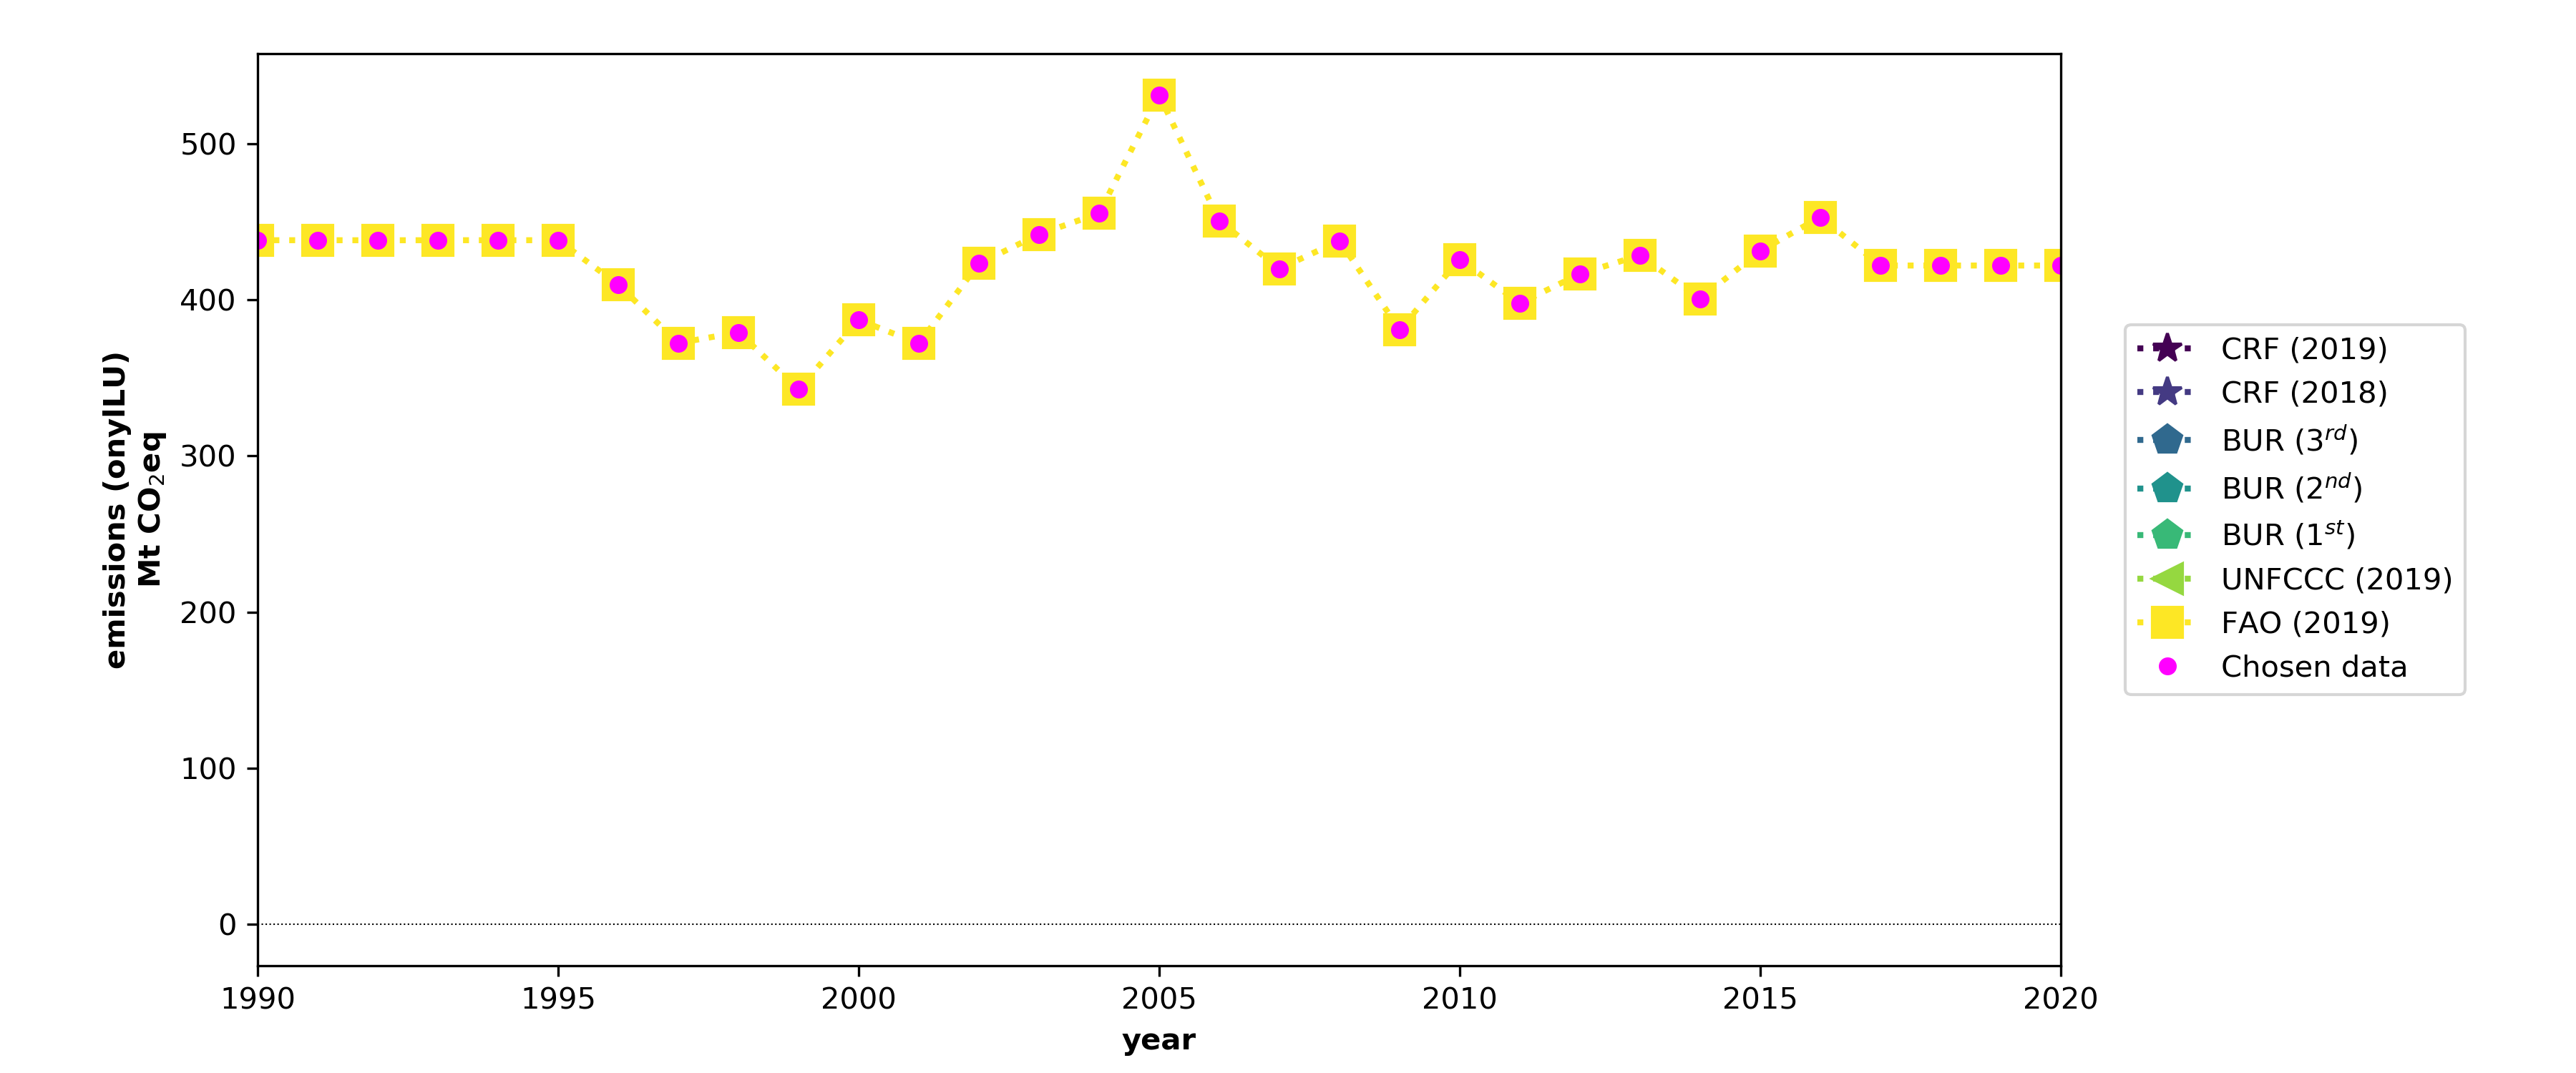 emissions (onylLU)
Mt CO₂eq
500
400
300
200
100
0
1990 1995 2000 2005 2010 2015 2020
year
CRF (2019)
CRF (2018)
BUR (3ʳᵈ)
BUR (2ⁿᵈ)
BUR (1ˢᵗ)
UNFCCC (2019)
FAO (2019)
Chosen data